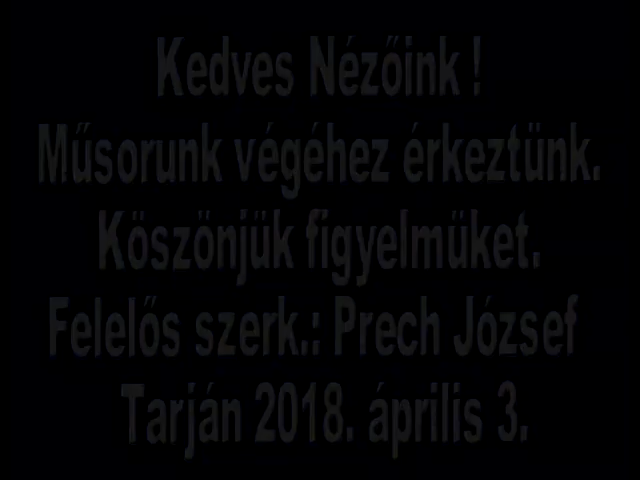 Kedves Nézőink !
Műsorunk végéhez érkeztünk.
Köszönjük figyelmüket.
Felelős szerk.: Prech József
Tarján 2018. április 3.